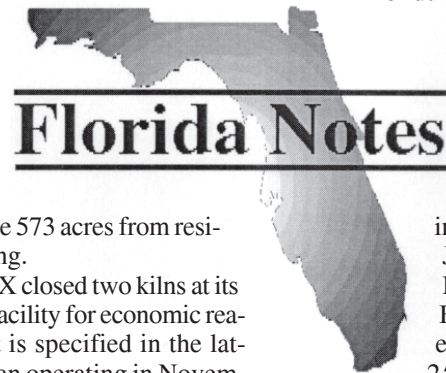 Florida Notes
e 573 acres from resi-
ng.
X closed two kilns at its
acility for economic rea-
t is specified in the lat-
an operating in Novem-
in
J